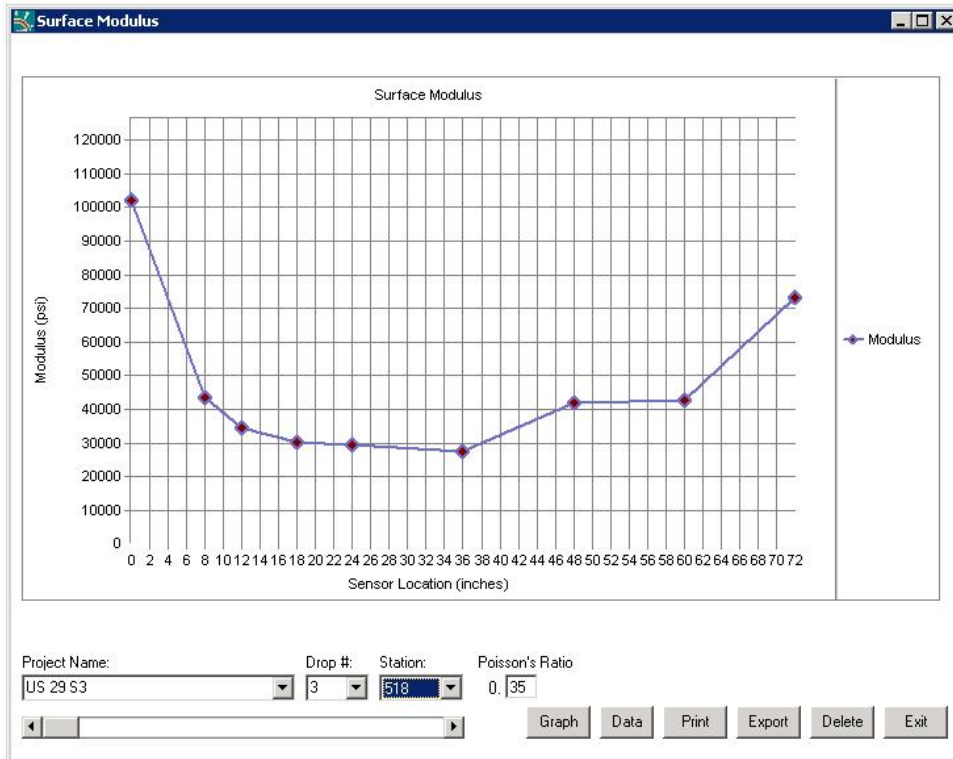 Surface Modulus
Surface Modulus
120000
110000
100000
90000
80000
70000
60000
50000
40000
30000
20000
10000
0
Modulus (psi)
0 2 4 6 8 10 12 14 16 18 20 22 24 26 28 30 32 34 36 38 40 42 44 46 48 50 52 54 56 58 60 62 64 66 68 70 72
Sensor Location (inches)
Modulus
Project Name: Drop #: Station: Poisson's Ratio
US 29 S3 3 518 0. 35
Graph Data Print Export Delete Exit